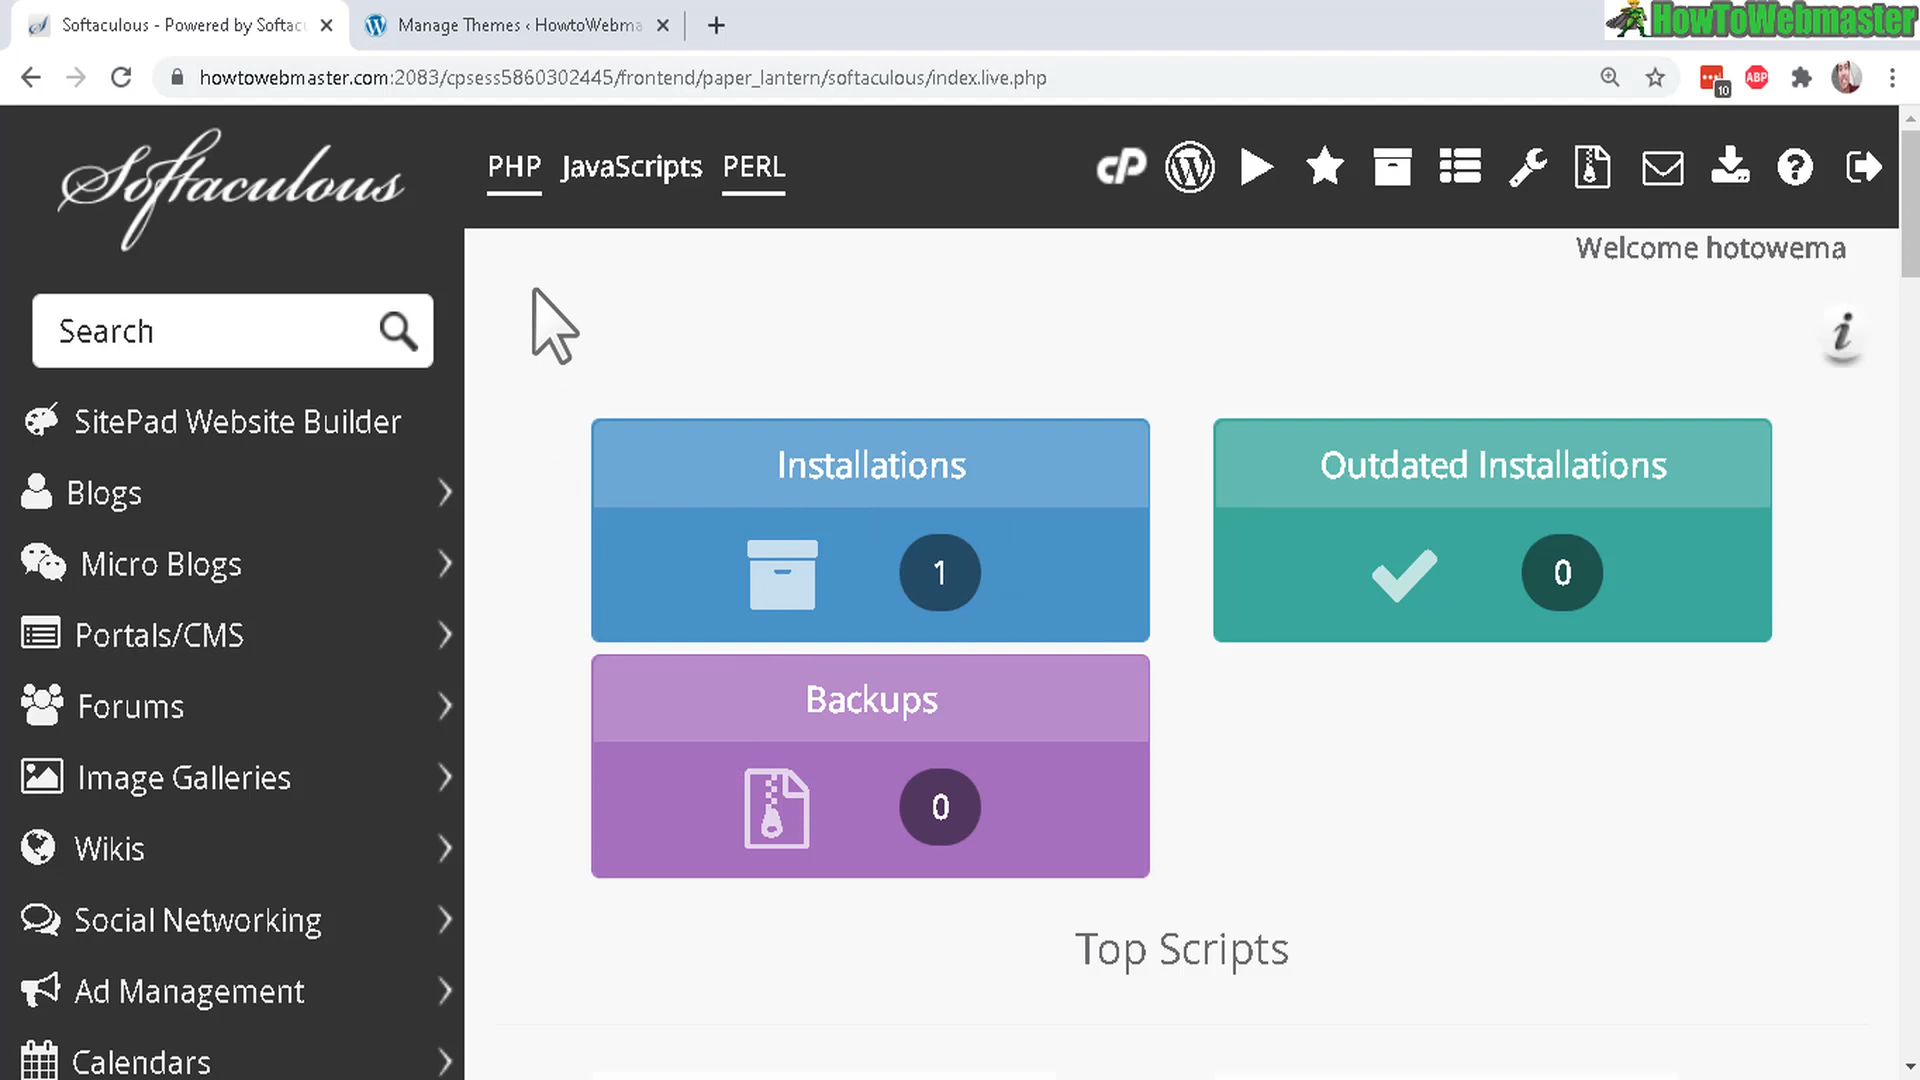 Softaculous - Powered by Softac
Manage Themes ‹ HowtoWebma
HowToWebmaster
howtowebmaster.com:2083/cpsess5860302445/frontend/paper_lantern/softaculous/index.live.php
10
ABP
Softaculous
PHP JavaScripts PERL
cP
Welcome hotowema
Search
i
SitePad Website Builder
Blogs
Micro Blogs
Portals/CMS
Forums
Image Galleries
Wikis
Social Networking
Ad Management
Calendars
Installations
1
Outdated Installations
0
Backups
0
Top Scripts